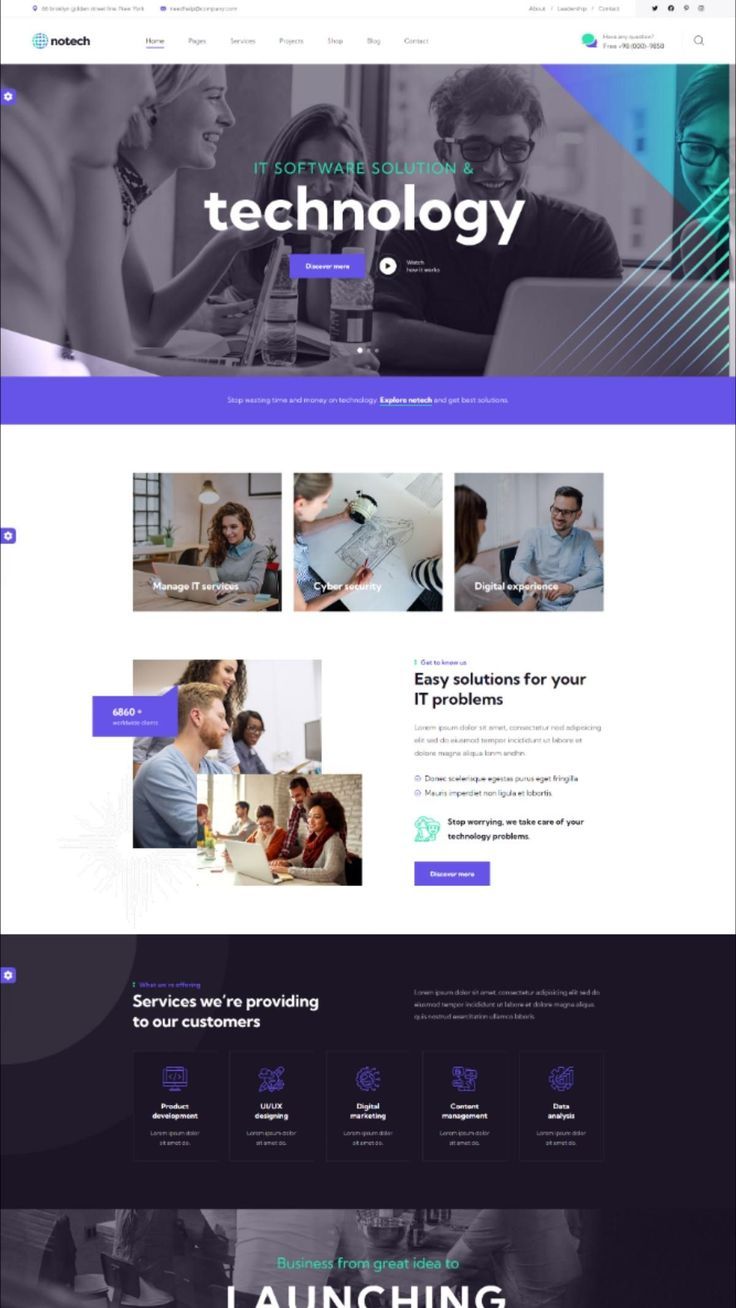 66 broklyn golden street line New York
needhelp@company.com
About / Leadership / Contact
notech
Home Pages Services Projects Shop Blog Contact
Have any question?
Free +98 (000)-9850
IT SOFTWARE SOLUTION &
technology
Discover more
Watch
how it works
Stop wasting time and money on technology. Explore notech and get best solutions.
Manage IT services
Cyber security
Digital experience
6860 +
worldwide clients
Get to know us
Easy solutions for your
IT problems
Lorem ipsum dolor sit amet, consectetur nod adipisicing
elit sed do eiusmod tempor incididunt ut labore et
dolore magna aliqua lonm andhn
Donec scelerisque egestas purus eget fringilla
Mauris imperdiet non ligula et lobortis.
Stop worrying, we take care of your
technology problems.
Discover more
What we're offering
Services we're providing
to our customers
Lorem ipsum dolor sit amet, consectetur adipisicing elit sed do
eiusmod tempor incididunt ut labore et dolore magna aliqua.
quis nostrud exercitation ullamco laboris.
Product
development
Lorem ipsum dolor
sit amet do.
UI/UX
designing
Lorem ipsum dolor
sit amet do.
Digital
marketing
Lorem ipsum dolor
sit amet do.
Content
management
Lorem ipsum dolor
sit amet do.
Data
analysis
Lorem ipsum dolor
sit amet do.
Business from great idea to
LAUNCHING